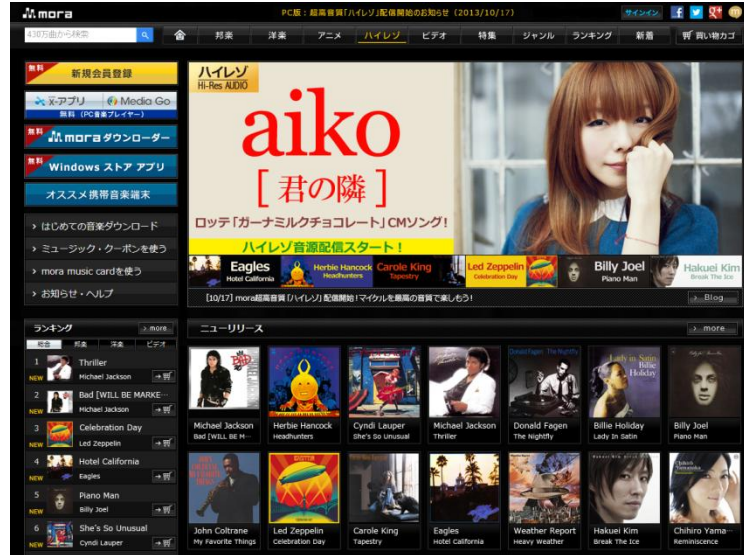 mora
PC版：超高音質「ハイレゾ」配信開始のお知らせ（2013/10/17）
サインイン
430万曲から検索
邦楽
洋楽
アニメ
ハイレゾ
ビデオ
特集
ジャンル
ランキング
新着
買い物カゴ
無料
新規会員登録
x-アプリ
Media Go
無料（PC音楽プレイヤー）
無料
moraダウンローダー
無料
Windows ストア アプリ
オススメ携帯音楽端末
はじめての音楽ダウンロード
ミュージック・クーポンを使う
mora music cardを使う
お知らせ・ヘルプ
ハイレゾ
Hi-Res AUDIO
aiko
[ 君の隣 ]
ロッテ「ガーナミルクチョコレート」CMソング！
ハイレゾ音源配信スタート！
Eagles
Hotel California
Herbie Hancock
Headhunters
Carole King
Tapestry
Led Zeppelin
Celebration Day
Billy Joel
Piano Man
Hakuei Kim
Break The Ice
[10/17] mora超高音質「ハイレゾ」配信開始！マイケルを最高の音質で楽しもう！
Blog
ランキング
more
総合
邦楽
洋楽
ビデオ
1
Thriller
NEW
Michael Jackson
2
Bad [WILL BE MARKE…
NEW
Michael Jackson
3
Celebration Day
NEW
Led Zeppelin
4
Hotel California
NEW
Eagles
5
Piano Man
NEW
Billy Joel
6
She's So Unusual
NEW
Cyndi Lauper
ニューリリース
more
Michael Jackson
Bad [WILL BE M…
Herbie Hancock
Headhunters
Cyndi Lauper
She's So Unusual
Michael Jackson
Thriller
Donald Fagen
The Nightfly
Billie Holiday
Lady In Satin
Billy Joel
Piano Man
John Coltrane
My Favorite Things
Led Zeppelin
Celebration Day
Carole King
Tapestry
Eagles
Hotel California
Weather Report
Heavy Weather
Hakuei Kim
Break The Ice
Chihiro Yama…
Reminiscence